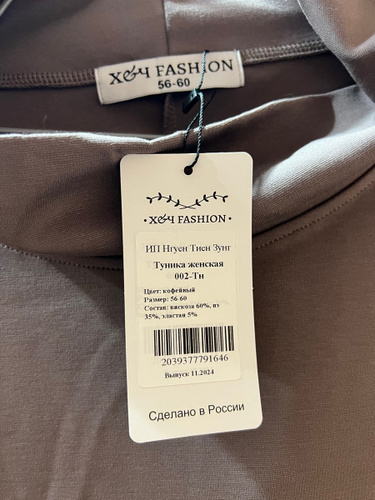 Х&Ч FASHION
56-60
• Х&Ч FASHION •
ИП Нгуен Тиен Зунг
Туника женская
002-Тн
Цвет: кофейный
Размер: 56-60
Состав: вискоза 60%, пэ
35%, эластан 5%
2039377791646
Выпуск 11.2024
Сделано в России